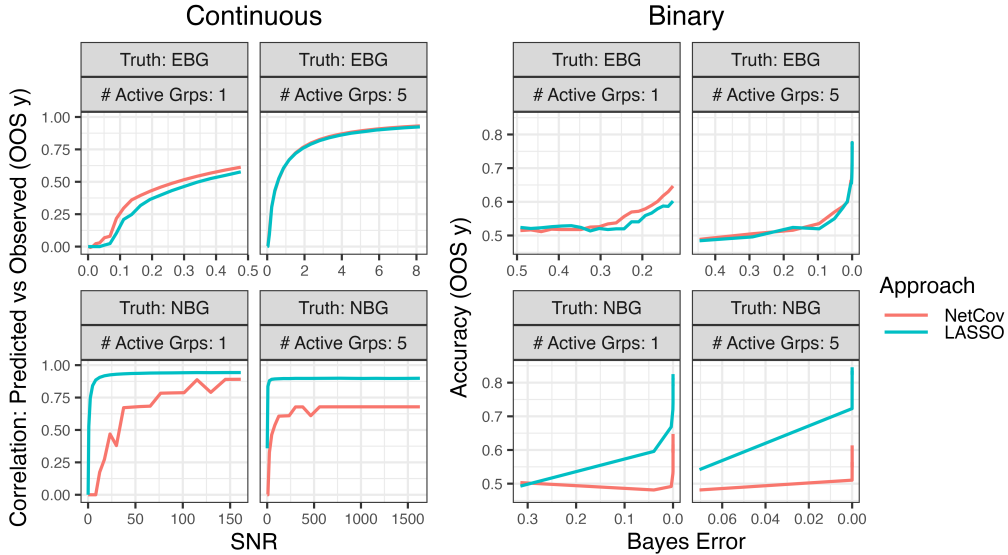 Continuous
Binary
Truth: EBG
Truth: EBG
Truth: EBG
Truth: EBG
# Active Grps: 1
# Active Grps: 5
# Active Grps: 1
# Active Grps: 5
1.00
0.75
0.50
0.25
0.00
0.8
0.7
0.6
0.5
0.0 0.1 0.2 0.3 0.4 0.5
0 2 4 6 8
0.5 0.4 0.3 0.2
0.4 0.3 0.2 0.1 0.0
Truth: NBG
Truth: NBG
Truth: NBG
Truth: NBG
# Active Grps: 1
# Active Grps: 5
# Active Grps: 1
# Active Grps: 5
1.00
0.75
0.50
0.25
0.00
0.8
0.7
0.6
0.5
0 50 100 150
0 500 1000 1500
0.3 0.2 0.1 0.0
0.06 0.04 0.02 0.00
SNR
Bayes Error
Correlation: Predicted vs Observed (OOS y)
Accuracy (OOS y)
Approach
NetCov
LASSO